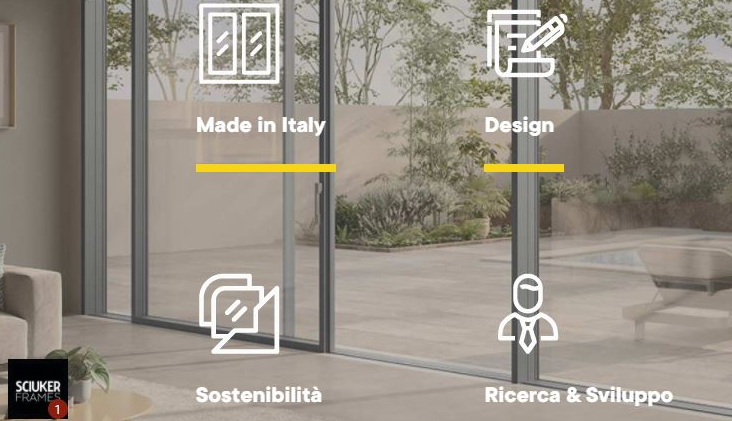 Made in Italy
Design
Sostenibilità
Ricerca & Sviluppo
SCIUKER
FRAMES
1